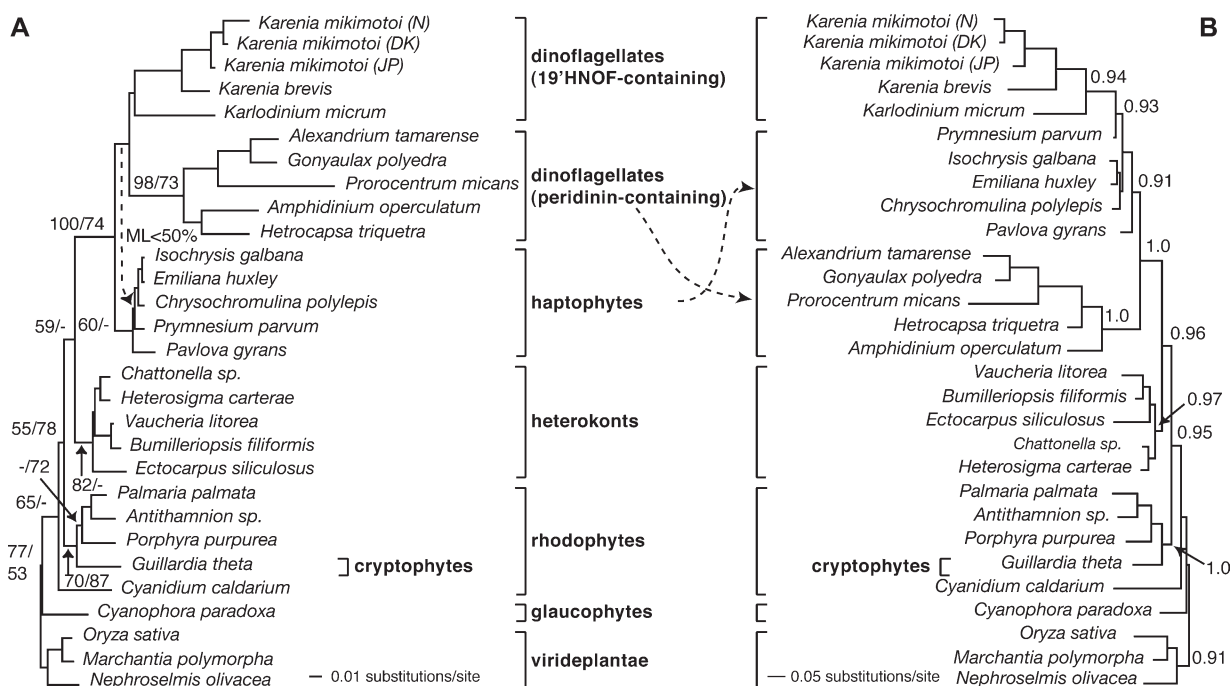 A
Karenia mikimotoi (N)
Karenia mikimotoi (DK)
Karenia mikimotoi (JP)
Karenia brevis
Karlodinium micrum
Alexandrium tamarense
Gonyaulax polyedra
Prorocentrum micans
Amphidinium operculatum
Hetrocapsa triquetra
98/73
100/74
ML<50%
Isochrysis galbana
Emiliana huxley
Chrysochromulina polylepis
Prymnesium parvum
Pavlova gyrans
59/-
60/-
Chattonella sp.
Heterosigma carterae
Vaucheria litorea
Bumilleriopsis filiformis
Ectocarpus siliculosus
55/78
-/72
82/-
65/-
Palmaria palmata
Antithamnion sp.
Porphyra purpurea
Guillardia theta
Cyanidium caldarium
77/
53
70/87
Cyanophora paradoxa
Oryza sativa
Marchantia polymorpha
Nephroselmis olivacea
0.01 substitutions/site
cryptophytes
dinoflagellates
(19'HNOF-containing)
dinoflagellates
(peridinin-containing)
haptophytes
heterokonts
rhodophytes
glaucophytes
virideplantae
B
Karenia mikimotoi (N)
Karenia mikimotoi (DK)
Karenia mikimotoi (JP)
Karenia brevis
Karlodinium micrum
0.94
0.93
Prymnesium parvum
Isochrysis galbana
Emiliana huxley
Chrysochromulina polylepis
Pavlova gyrans
0.91
1.0
Alexandrium tamarense
Gonyaulax polyedra
Prorocentrum micans
Hetrocapsa triquetra
Amphidinium operculatum
1.0
0.96
Vaucheria litorea
Bumilleriopsis filiformis
Ectocarpus siliculosus
Chattonella sp.
Heterosigma carterae
0.97
0.95
Palmaria palmata
Antithamnion sp.
Porphyra purpurea
Guillardia theta
cryptophytes
Cyanidium caldarium
1.0
Cyanophora paradoxa
Oryza sativa
Marchantia polymorpha
Nephroselmis olivacea
0.91
0.05 substitutions/site